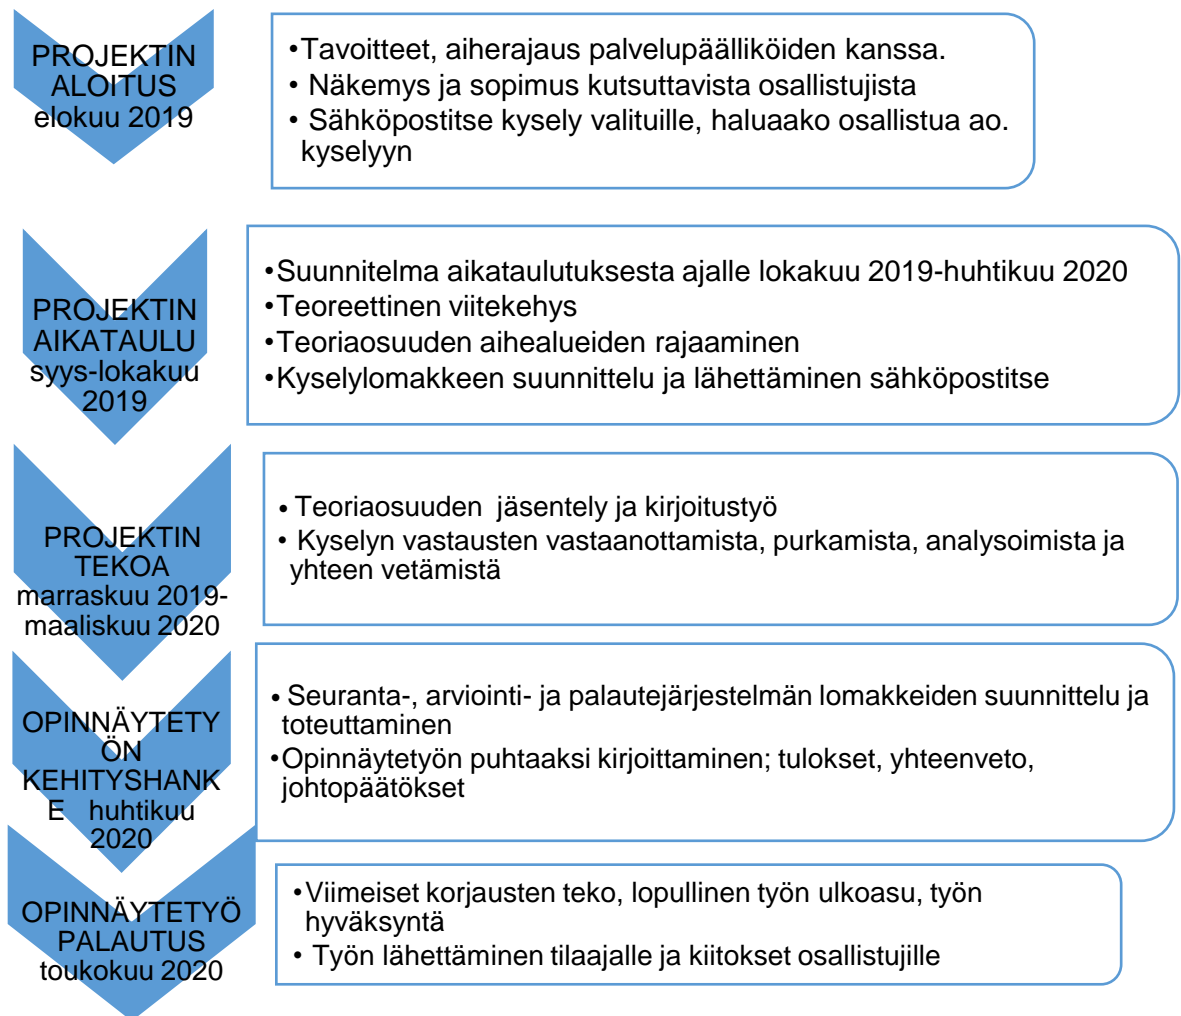 PROJEKTIN
ALOITUS
elokuu 2019
•Tavoitteet, aiherajaus palvelupäälliköiden kanssa.
• Näkemys ja sopimus kutsuttavista osallistujista
• Sähköpostitse kysely valituille, haluaako osallistua ao.
kyselyyn
PROJEKTIN
AIKATAULU
syys-lokakuu
2019
•Suunnitelma aikataulutuksesta ajalle lokakuu 2019-huhtikuu 2020
•Teoreettinen viitekehys
•Teoriaosuuden aihealueiden rajaaminen
•Kyselylomakkeen suunnittelu ja lähettäminen sähköpostitse
PROJEKTIN
TEKOA
marraskuu 2019-
maaliskuu 2020
• Teoriaosuuden jäsentely ja kirjoitustyö
• Kyselyn vastausten vastaanottamista, purkamista, analysoimista ja
yhteen vetämistä
OPINNÄYTETY
ÖN
KEHITYSHANK
E huhtikuu
2020
• Seuranta-, arviointi- ja palautejärjestelmän lomakkeiden suunnittelu ja
toteuttaminen
•Opinnäytetyön puhtaaksi kirjoittaminen; tulokset, yhteenveto,
johtopäätökset
OPINNÄYTETYÖ
PALAUTUS
toukokuu 2020
•Viimeiset korjausten teko, lopullinen työn ulkoasu, työn
hyväksyntä
• Työn lähettäminen tilaajalle ja kiitokset osallistujille